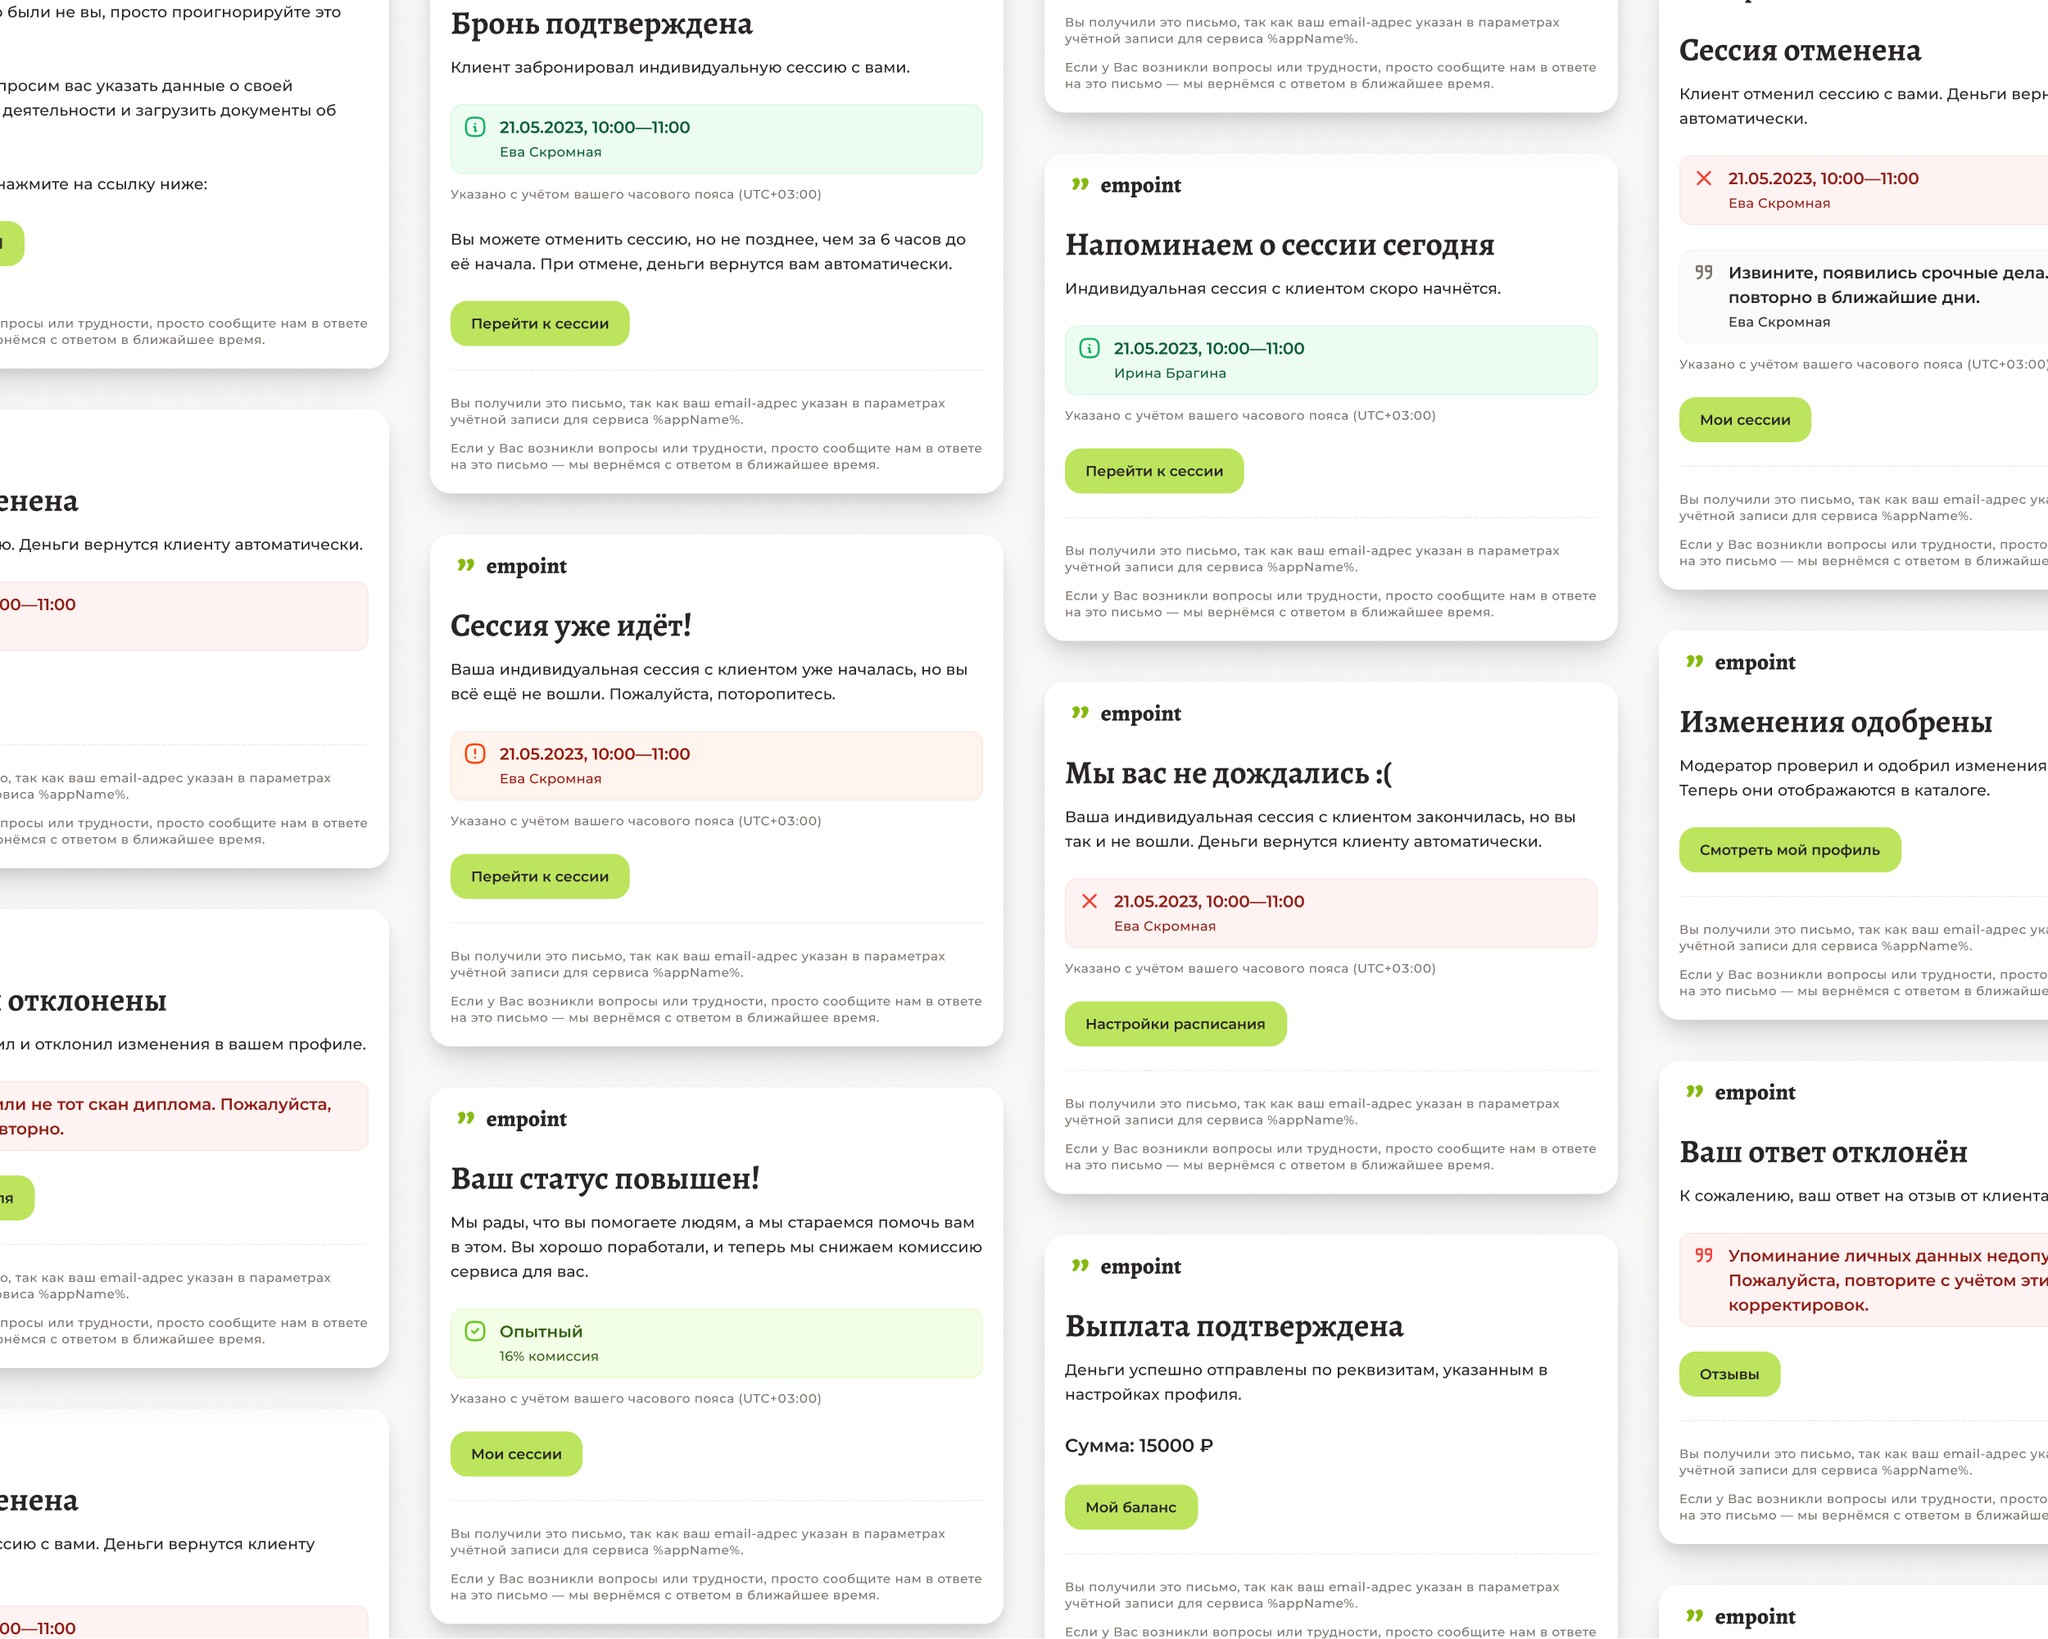 были не вы, просто проигнорируйте это
просим вас указать данные о своей
деятельности и загрузить документы об
нажмите на ссылку ниже:
просы или трудности, просто сообщите нам в ответе
рнёмся с ответом в ближайшее время.
енена
ю. Деньги вернутся клиенту автоматически.
00—11:00
о, так как ваш email-адрес указан в параметрах
рвиса %appName%.
просы или трудности, просто сообщите нам в ответе
рнёмся с ответом в ближайшее время.
отклонены
ил и отклонил изменения в вашем профиле.
или не тот скан диплома. Пожалуйста,
вторно.
ля
о, так как ваш email-адрес указан в параметрах
рвиса %appName%.
просы или трудности, просто сообщите нам в ответе
рнёмся с ответом в ближайшее время.
енена
ссию с вами. Деньги вернутся клиенту
00—11:00
Бронь подтверждена
Клиент забронировал индивидуальную сессию с вами.
21.05.2023, 10:00—11:00
Ева Скромная
Указано с учётом вашего часового пояса (UTC+03:00)
Вы можете отменить сессию, но не позднее, чем за 6 часов до
её начала. При отмене, деньги вернутся вам автоматически.
Перейти к сессии
Вы получили это письмо, так как ваш email-адрес указан в параметрах
учётной записи для сервиса %appName%.
Если у Вас возникли вопросы или трудности, просто сообщите нам в ответе
на это письмо — мы вернёмся с ответом в ближайшее время.
empoint
Сессия уже идёт!
Ваша индивидуальная сессия с клиентом уже началась, но вы
всё ещё не вошли. Пожалуйста, поторопитесь.
21.05.2023, 10:00—11:00
Ева Скромная
Указано с учётом вашего часового пояса (UTC+03:00)
Перейти к сессии
Вы получили это письмо, так как ваш email-адрес указан в параметрах
учётной записи для сервиса %appName%.
Если у Вас возникли вопросы или трудности, просто сообщите нам в ответе
на это письмо — мы вернёмся с ответом в ближайшее время.
empoint
Ваш статус повышен!
Мы рады, что вы помогаете людям, а мы стараемся помочь вам
в этом. Вы хорошо поработали, и теперь мы снижаем комиссию
сервиса для вас.
Опытный
16% комиссия
Указано с учётом вашего часового пояса (UTC+03:00)
Мои сессии
Вы получили это письмо, так как ваш email-адрес указан в параметрах
учётной записи для сервиса %appName%.
Если у Вас возникли вопросы или трудности, просто сообщите нам в ответе
на это письмо — мы вернёмся с ответом в ближайшее время.
Вы получили это письмо, так как ваш email-адрес указан в параметрах
учётной записи для сервиса %appName%.
Если у Вас возникли вопросы или трудности, просто сообщите нам в ответе
на это письмо — мы вернёмся с ответом в ближайшее время.
empoint
Напоминаем о сессии сегодня
Индивидуальная сессия с клиентом скоро начнётся.
21.05.2023, 10:00—11:00
Ирина Брагина
Указано с учётом вашего часового пояса (UTC+03:00)
Перейти к сессии
Вы получили это письмо, так как ваш email-адрес указан в параметрах
учётной записи для сервиса %appName%.
Если у Вас возникли вопросы или трудности, просто сообщите нам в ответе
на это письмо — мы вернёмся с ответом в ближайшее время.
empoint
Мы вас не дождались :(
Ваша индивидуальная сессия с клиентом закончилась, но вы
так и не вошли. Деньги вернутся клиенту автоматически.
21.05.2023, 10:00—11:00
Ева Скромная
Указано с учётом вашего часового пояса (UTC+03:00)
Настройки расписания
Вы получили это письмо, так как ваш email-адрес указан в параметрах
учётной записи для сервиса %appName%.
Если у Вас возникли вопросы или трудности, просто сообщите нам в ответе
на это письмо — мы вернёмся с ответом в ближайшее время.
empoint
Выплата подтверждена
Деньги успешно отправлены по реквизитам, указанным в
настройках профиля.
Сумма: 15000 ₽
Мой баланс
Вы получили это письмо, так как ваш email-адрес указан в параметрах
учётной записи для сервиса %appName%.
Если у Вас возникли вопросы или трудности, просто сообщите нам в ответе
Сессия отменена
Клиент отменил сессию с вами. Деньги верн
автоматически.
21.05.2023, 10:00—11:00
Ева Скромная
Извините, появились срочные дела.
повторно в ближайшие дни.
Ева Скромная
Указано с учётом вашего часового пояса (UTC+03:00)
Мои сессии
Вы получили это письмо, так как ваш email-адрес ука
учётной записи для сервиса %appName%.
Если у Вас возникли вопросы или трудности, просто
на это письмо — мы вернёмся с ответом в ближайше
empoint
Изменения одобрены
Модератор проверил и одобрил изменения
Теперь они отображаются в каталоге.
Смотреть мой профиль
Вы получили это письмо, так как ваш email-адрес ука
учётной записи для сервиса %appName%.
Если у Вас возникли вопросы или трудности, просто
на это письмо — мы вернёмся с ответом в ближайше
empoint
Ваш ответ отклонён
К сожалению, ваш ответ на отзыв от клиента
Упоминание личных данных недопу
Пожалуйста, повторите с учётом эти
корректировок.
Отзывы
Вы получили это письмо, так как ваш email-адрес ука
учётной записи для сервиса %appName%.
Если у Вас возникли вопросы или трудности, просто
на это письмо — мы вернёмся с ответом в ближайше
empoint